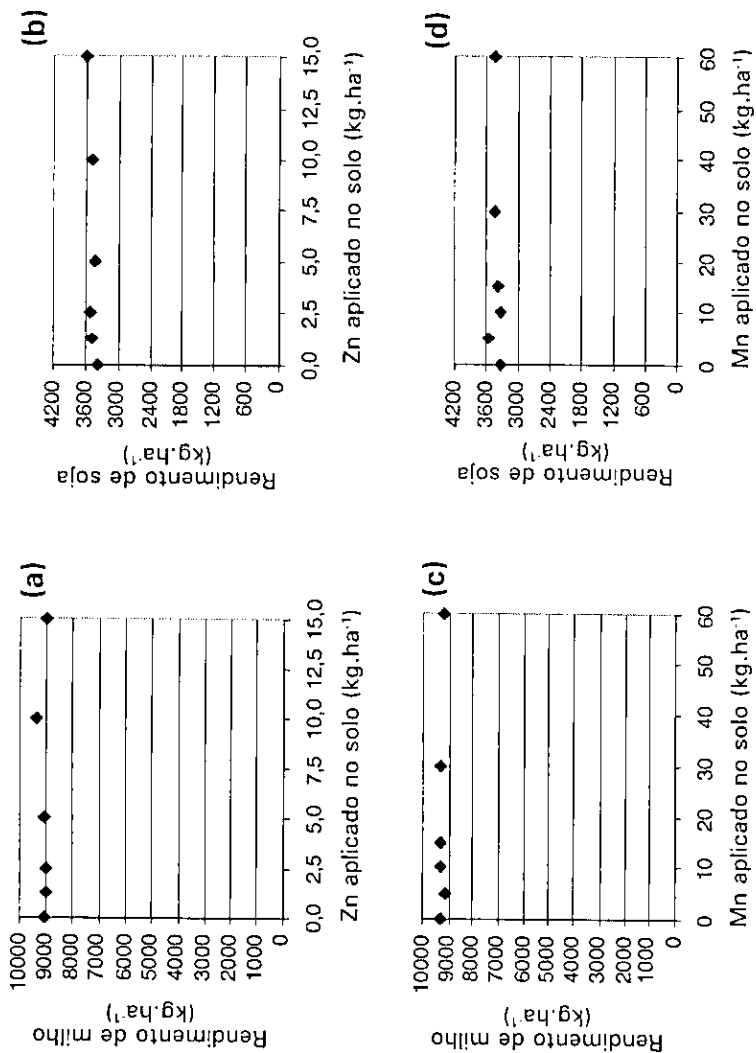 (a)
Rendimento de milho
(kg.ha⁻¹)
10000
9000
8000
7000
6000
5000
4000
3000
2000
1000
0
0,0 2,5 5,0 7,5 10,0 12,5 15,0
Zn aplicado no solo (kg.ha⁻¹)
(b)
Rendimento de soja
(kg.ha⁻¹)
4200
3600
3000
2400
1800
1200
600
0
0,0 2,5 5,0 7,5 10,0 12,5 15,0
Zn aplicado no solo (kg.ha⁻¹)
(c)
Rendimento de milho
(kg.ha⁻¹)
10000
9000
8000
7000
6000
5000
4000
3000
2000
1000
0
0 10 20 30 40 50 60
Mn aplicado no solo (kg.ha⁻¹)
(d)
Rendimento de soja
(kg.ha⁻¹)
4200
3600
3000
2400
1800
1200
600
0
0 10 20 30 40 50 60
Mn aplicado no solo (kg.ha⁻¹)